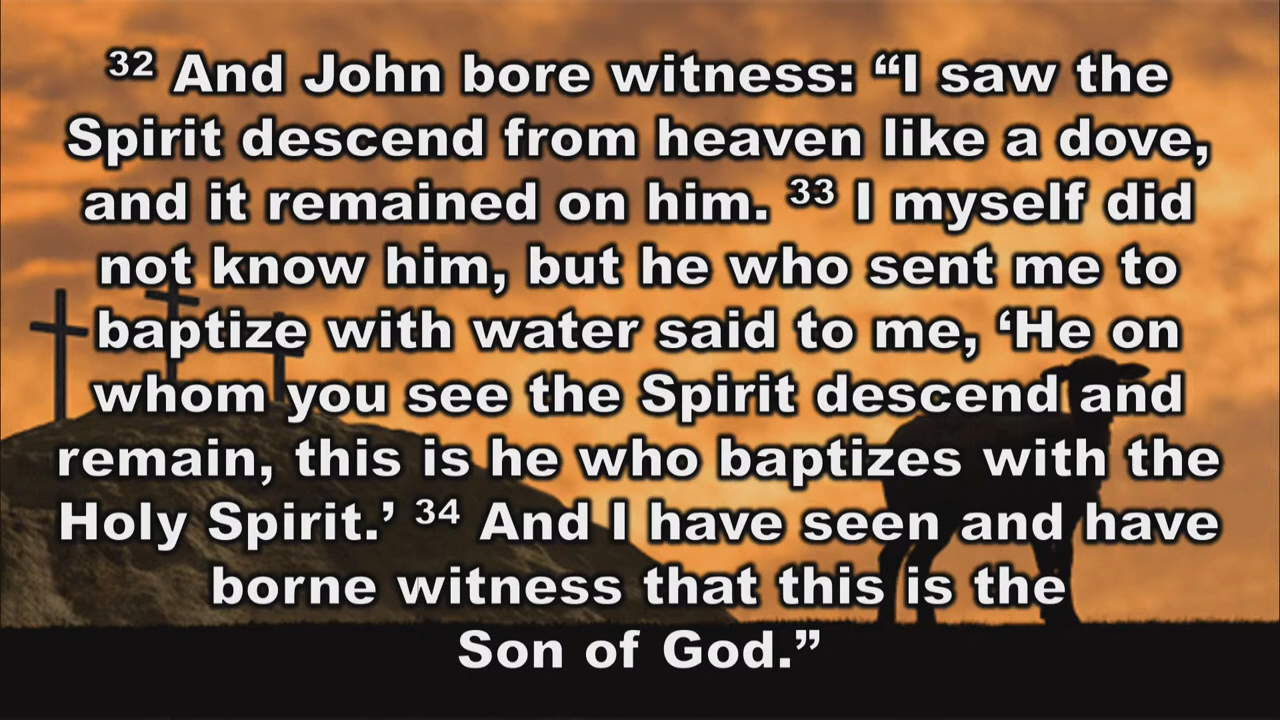 ³² And John bore witness: “I saw the
Spirit descend from heaven like a dove,
and it remained on him. ³³ I myself did
not know him, but he who sent me to
baptize with water said to me, ‘He on
whom you see the Spirit descend and
remain, this is he who baptizes with the
Holy Spirit.’ ³⁴ And I have seen and have
borne witness that this is the
Son of God.”